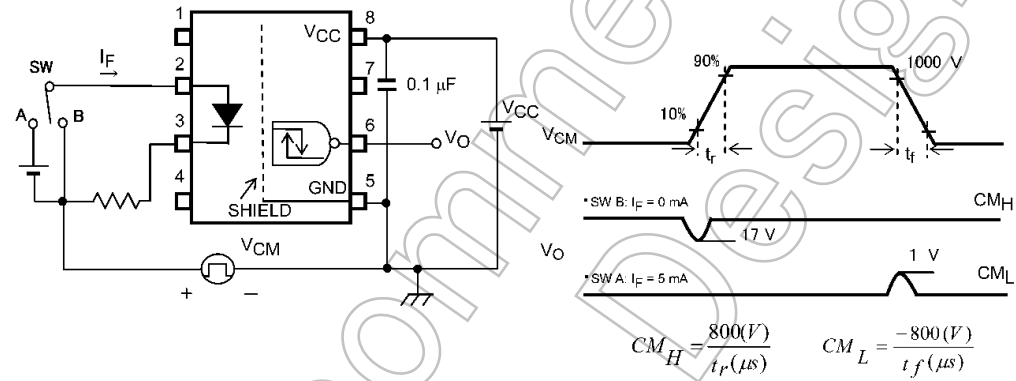 1
8
VCC
SW
IF
2
7
0.1 µF
A
B
3
6
VO
VCC
4
GND
5
SHIELD
VCM
+
−
90%
10%
1000 V
VCM
tr
tf
• SW B: IF = 0 mA
CMH
17 V
VO
1 V
• SW A: IF = 5 mA
CML
CM H = 800(V) / tr(µs)
CM L = −800(V) / tf(µs)